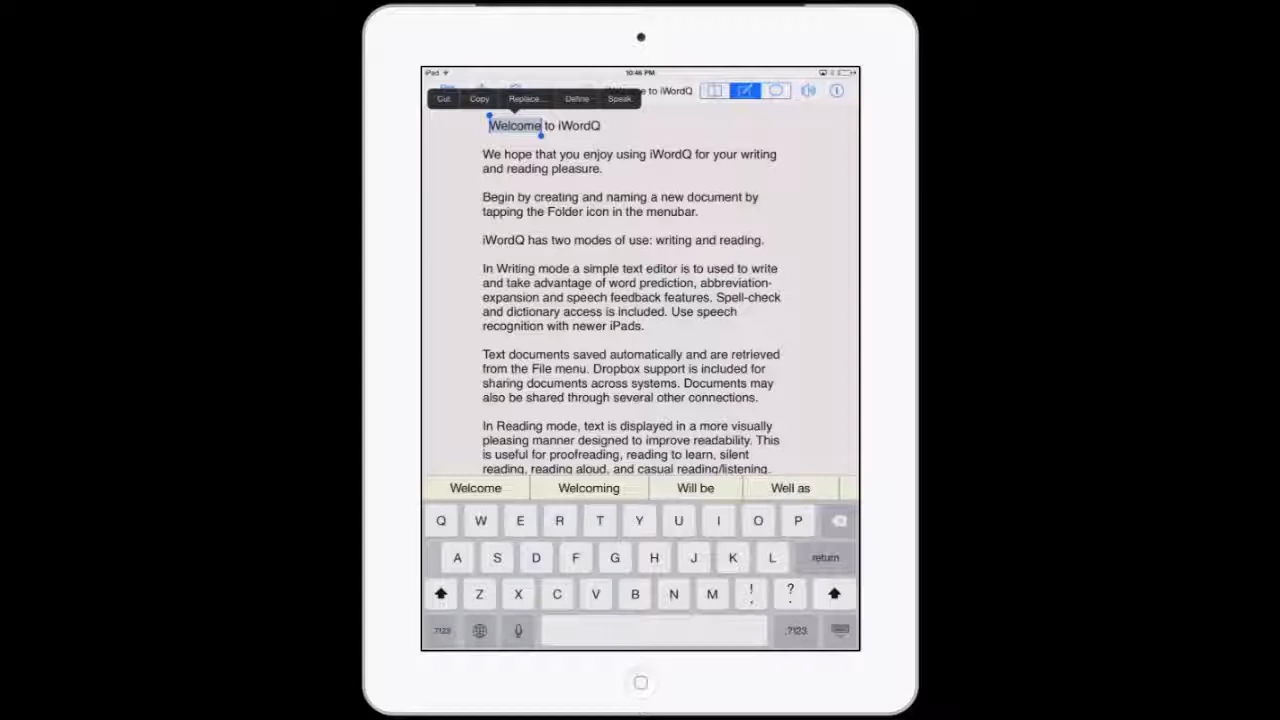 iPad 10:46 PM
to iWordQ
Cut Copy Replace... Define Speak
Welcome to iWordQ
We hope that you enjoy using iWordQ for your writing
and reading pleasure.
Begin by creating and naming a new document by
tapping the Folder icon in the menubar.
iWordQ has two modes of use: writing and reading.
In Writing mode a simple text editor is to used to write
and take advantage of word prediction, abbreviation-
expansion and speech feedback features. Spell-check
and dictionary access is included. Use speech
recognition with newer iPads.
Text documents saved automatically and are retrieved
from the File menu. Dropbox support is included for
sharing documents across systems. Documents may
also be shared through several other connections.
In Reading mode, text is displayed in a more visually
pleasing manner designed to improve readability. This
is useful for proofreading, reading to learn, silent
reading, reading aloud, and casual reading/listening.
Welcome Welcoming Will be Well as
Q W E R T Y U I O P
A S D F G H J K L return
Z X C V B N M ! , ? .
.?123 .?123